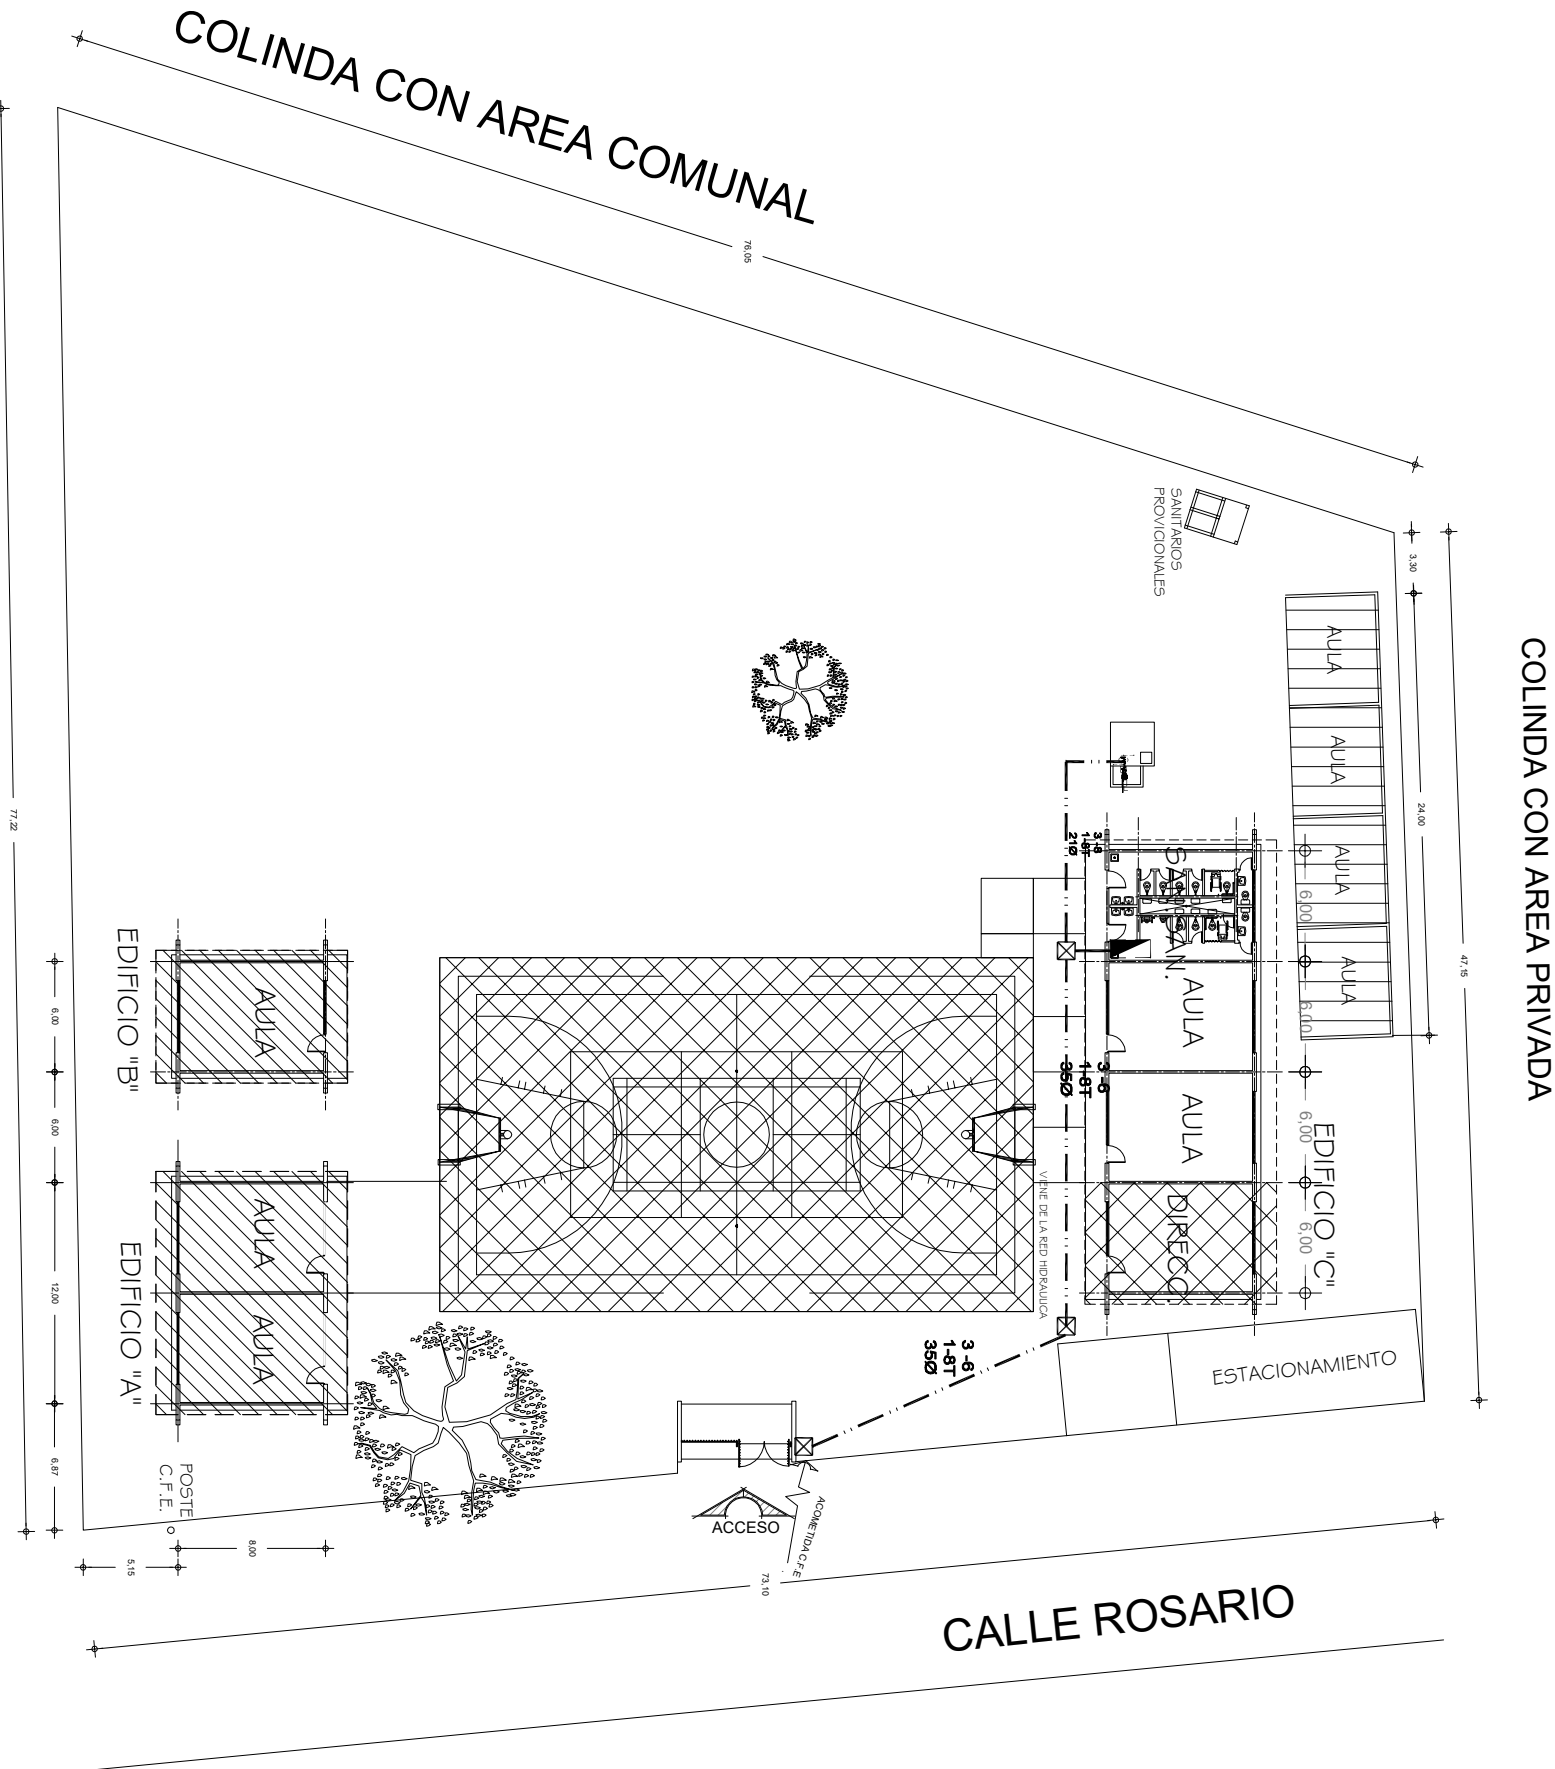 COLINDA CON AREA COMUNAL
76,05
COLINDA CON AREA PRIVADA
3,30
24,00
47,15
SANITARIOS
PROVICIONALES
AULA
AULA
AULA
AULA
77,22
3 -8
1-8T
21Ø
6,00
6,00
6,00
6,00
AULA
AULA
DIRECC.
EDIFICIO "C"
3 -6
1-8T
35Ø
VIENE DE LA RED HIDRAULICA
3 -6
1-8T
35Ø
ESTACIONAMIENTO
EDIFICIO "B"
AULA
6,00
6,00
12,00
6,87
AULA
AULA
EDIFICIO "A"
POSTE
C.F.E.
8,00
5,15
ACCESO
ACOMETIDA C.F.E
73,10
CALLE ROSARIO